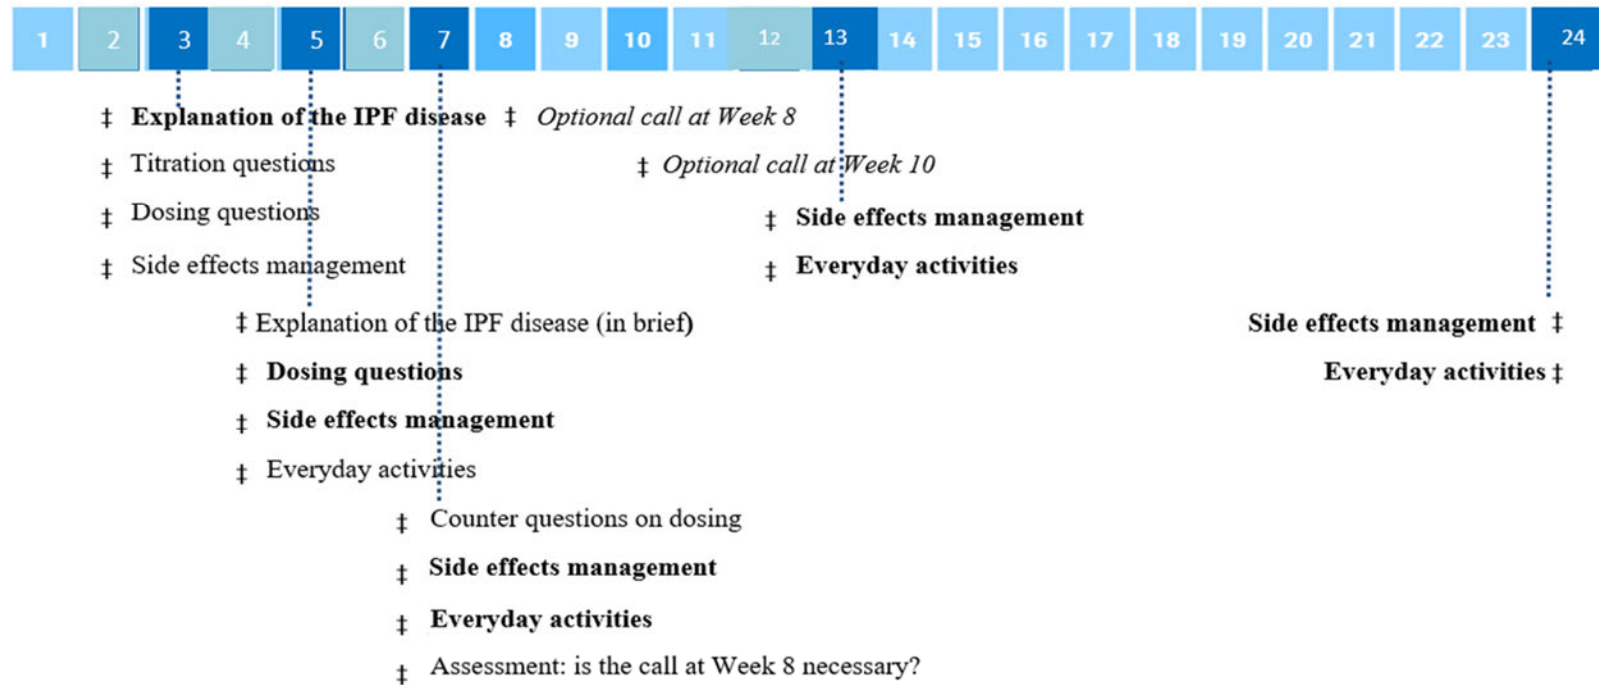 1 2 3 4 5 6 7 8 9 10 11 12 13 14 15 16 17 18 19 20 21 22 23 24
‡ Explanation of the IPF disease ‡ Optional call at Week 8
‡ Titration questions ‡ Optional call at Week 10
‡ Dosing questions ‡ Side effects management
‡ Side effects management ‡ Everyday activities
‡ Explanation of the IPF disease (in brief) Side effects management ‡
‡ Dosing questions Everyday activities ‡
‡ Side effects management
‡ Everyday activities
‡ Counter questions on dosing
‡ Side effects management
‡ Everyday activities
‡ Assessment: is the call at Week 8 necessary?